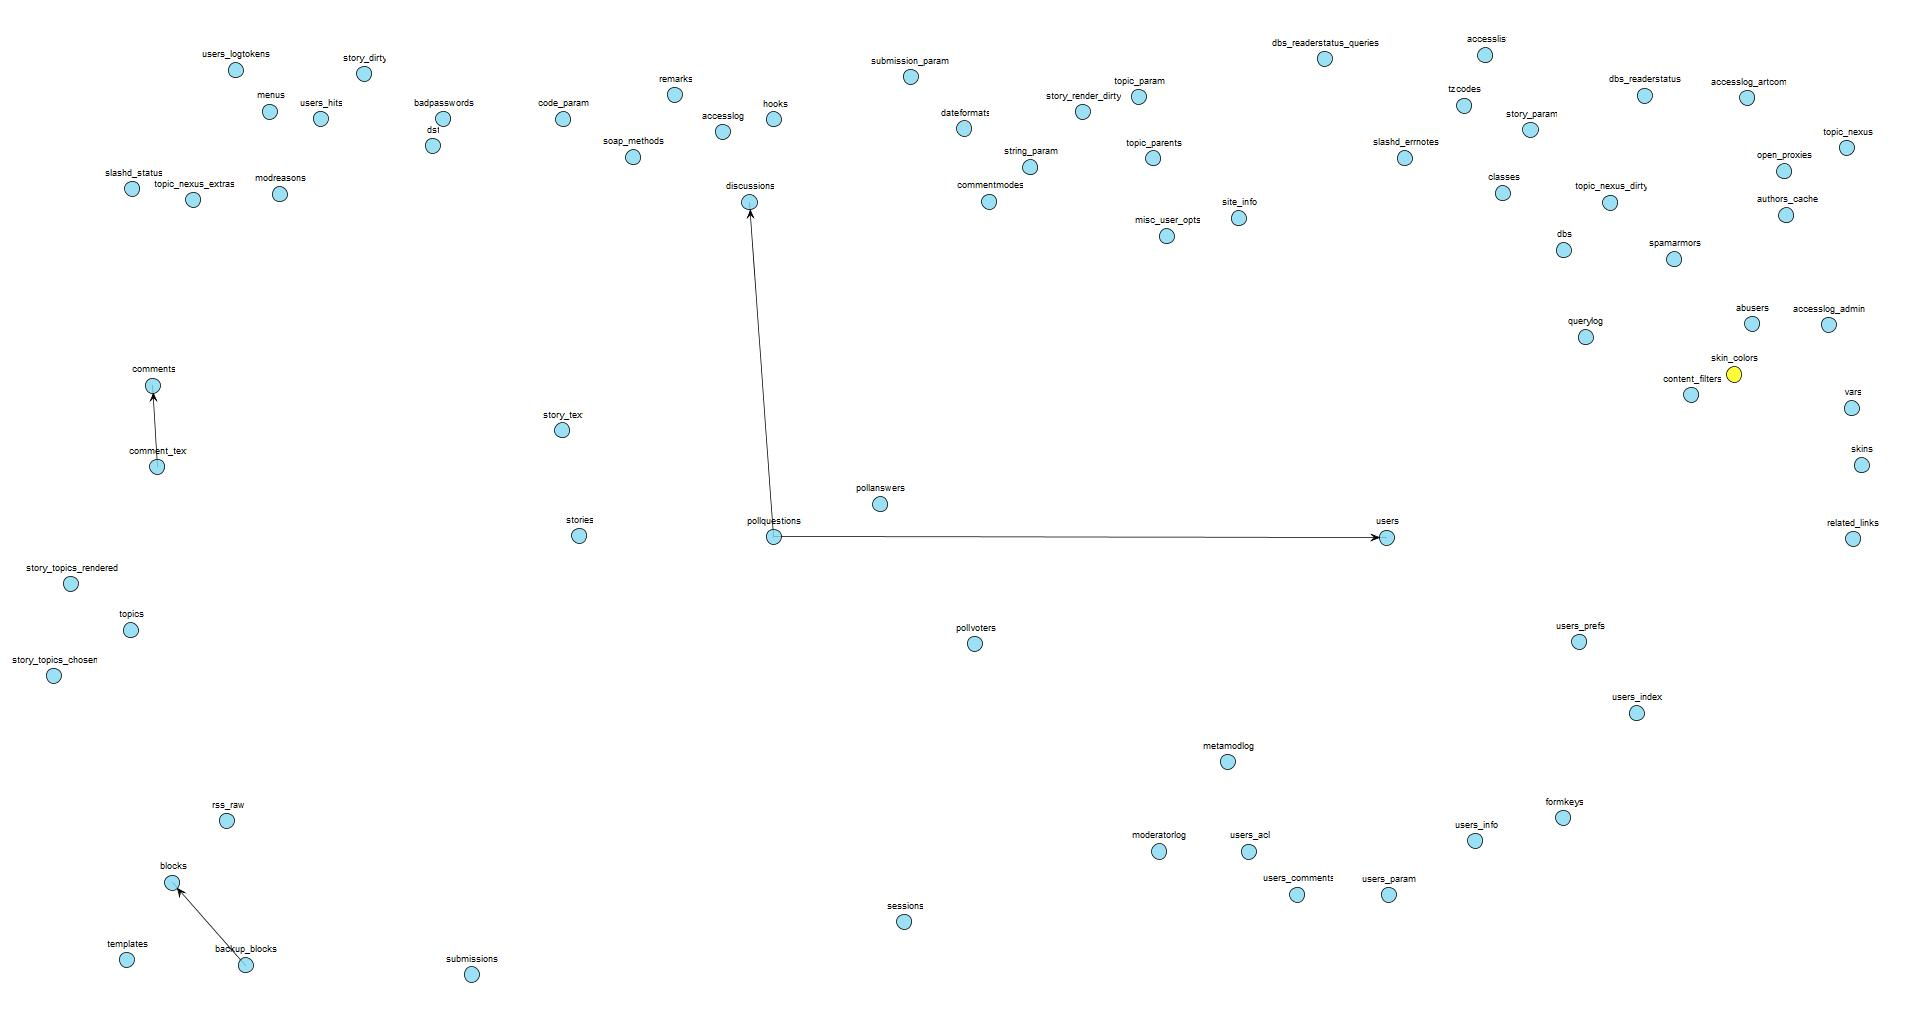 users_logtokens
story_dirty
remarks
submission_param
dbs_readerstatus_queries
accesslis
dbs_readerstatus
accesslog_artcom
topic_param
menus
users_hits
badpasswords
code_param
accesslog
hooks
story_render_dirty
tzcodes
dst
soap_methods
dateformats
topic_parents
string_param
slashd_errnotes
story_param
topic_nexus
open_proxies
slashd_status
topic_nexus_extras
modreasons
discussions
commentmodes
site_info
classes
topic_nexus_dirty
authors_cache
misc_user_opts
dbs
spamarmors
querylog
abusers
accesslog_admin
comments
skin_colors
content_filters
vars
story_tex
comment_tex
skins
pollanswers
stories
pollquestions
users
related_links
story_topics_rendered
topics
pollvoters
users_prefs
story_topics_chosen
users_index
metamodlog
rss_raw
formkeys
moderatorlog
users_acl
users_info
blocks
users_comments
users_param
sessions
templates
backup_blocks
submissions